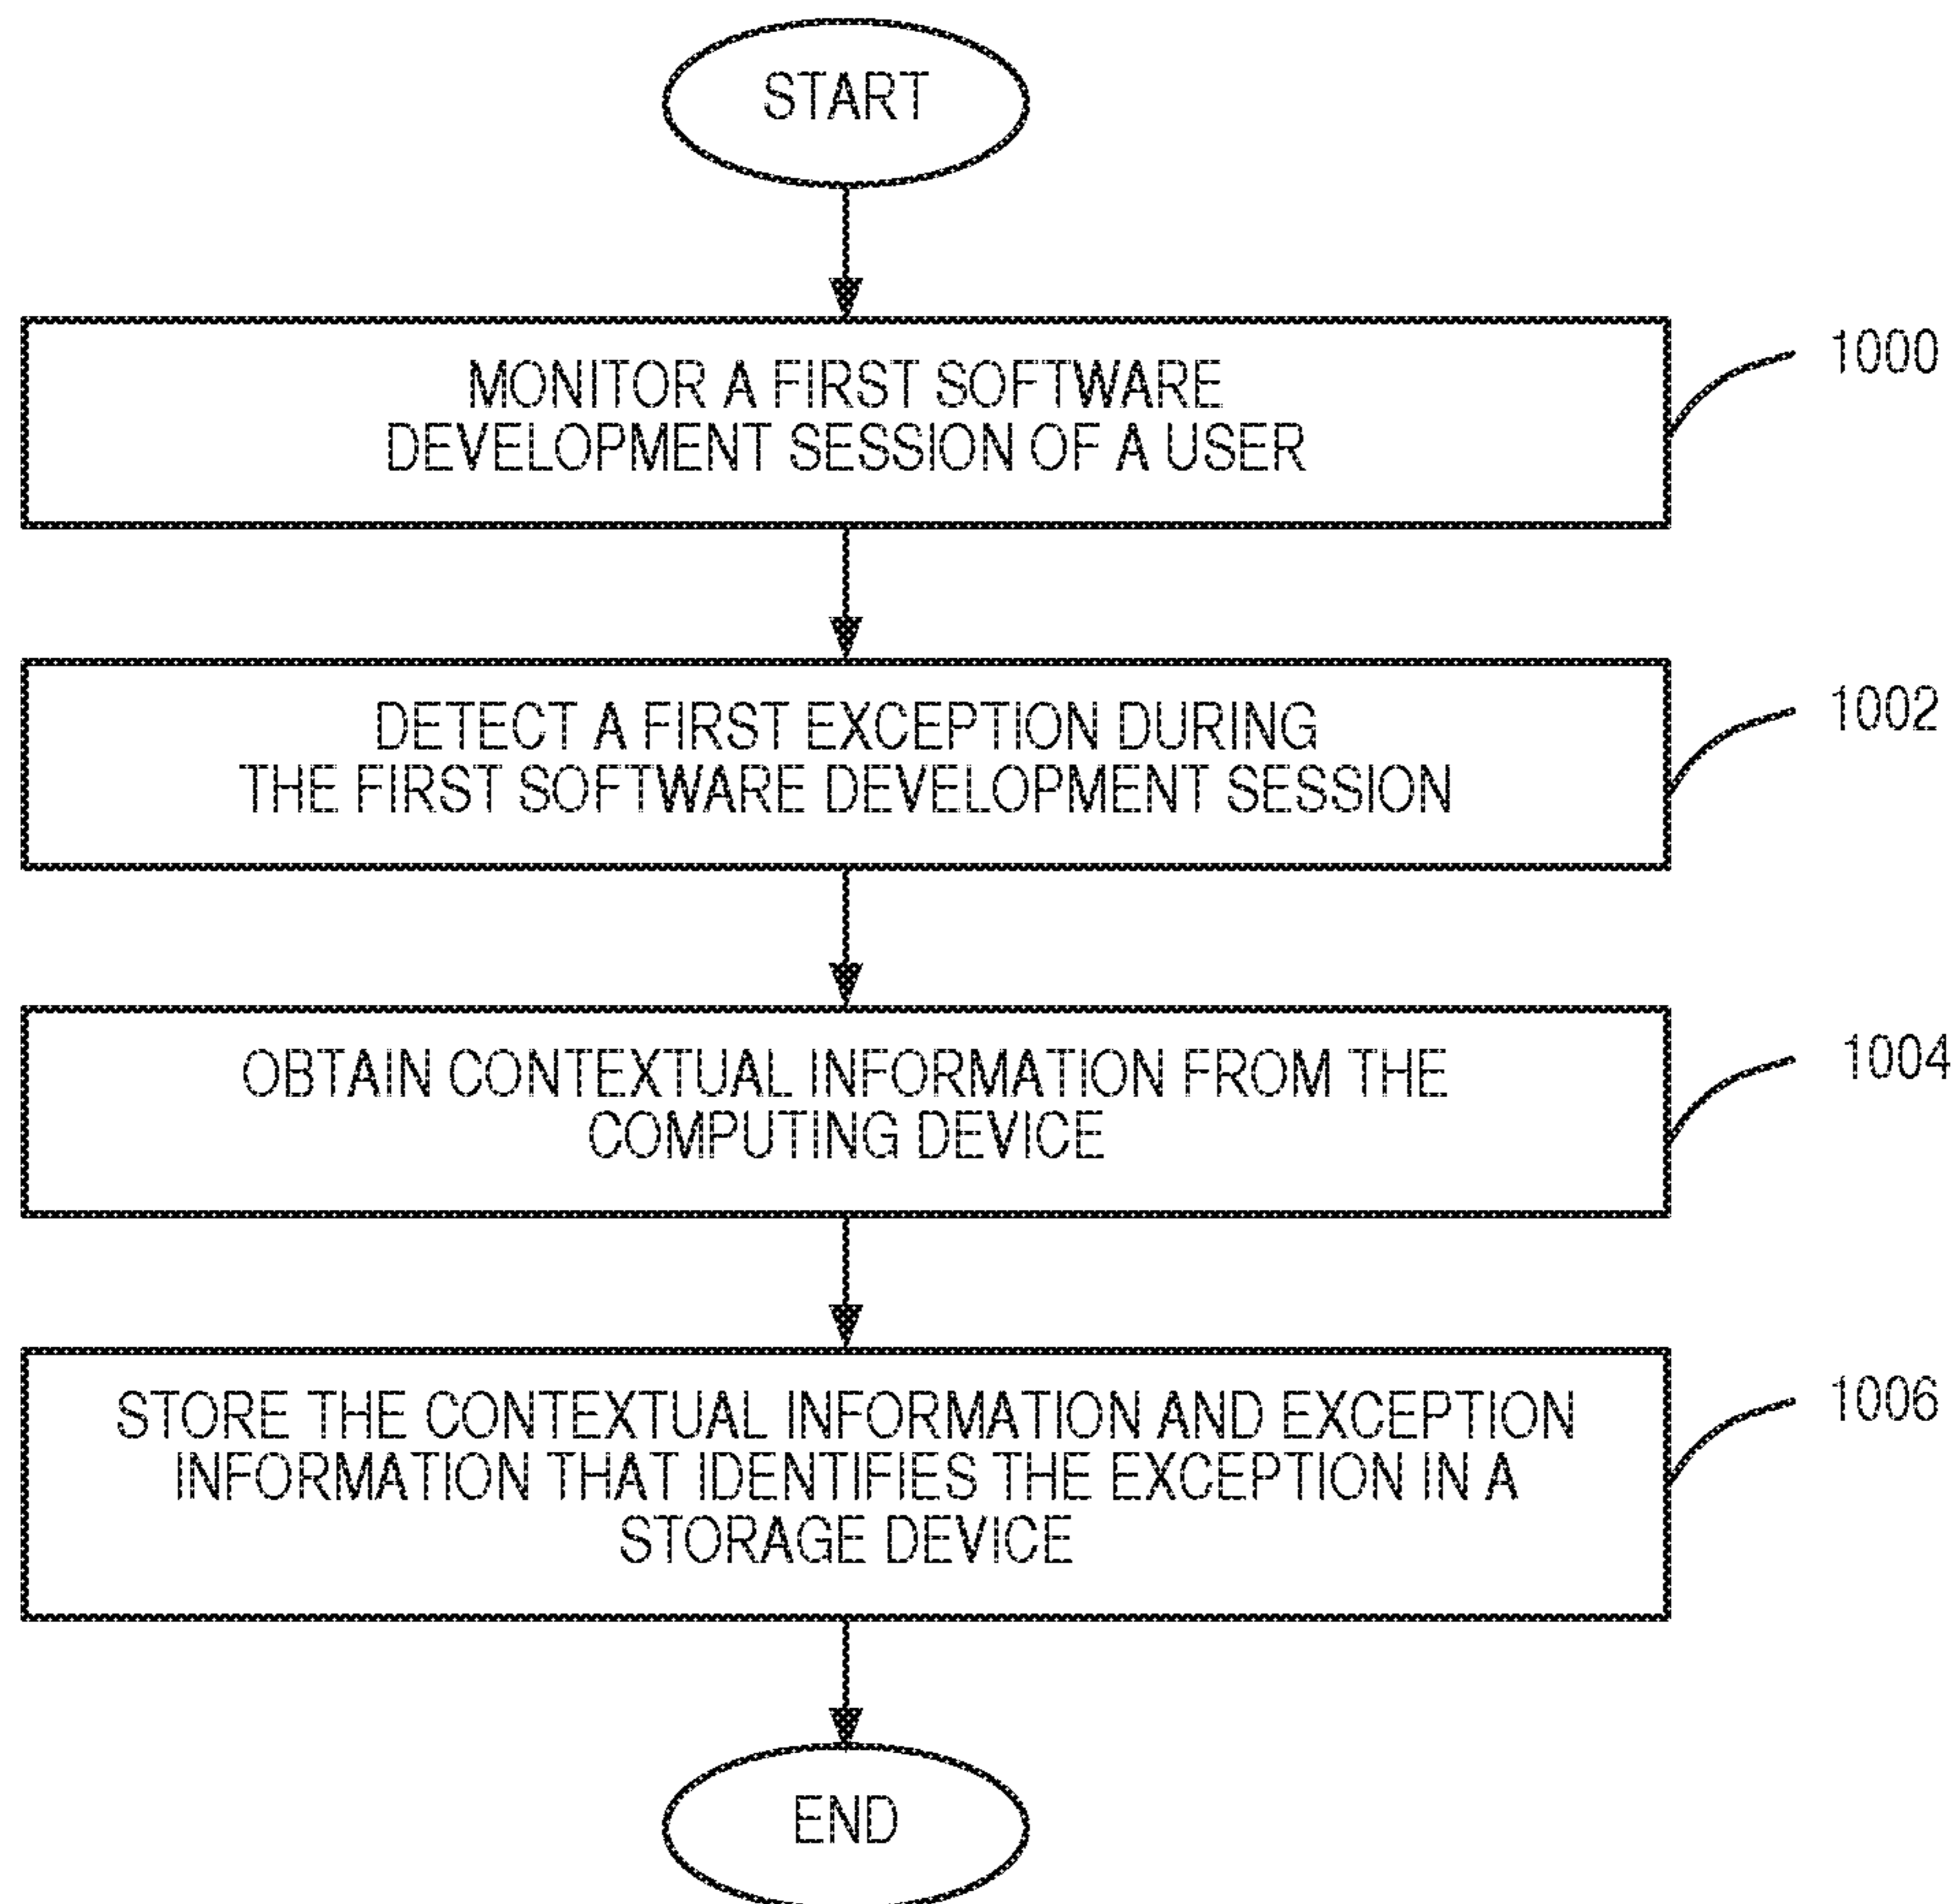 START
MONITOR A FIRST SOFTWARE
DEVELOPMENT SESSION OF A USER
1000
DETECT A FIRST EXCEPTION DURING
THE FIRST SOFTWARE DEVELOPMENT SESSION
1002
OBTAIN CONTEXTUAL INFORMATION FROM THE
COMPUTING DEVICE
1004
STORE THE CONTEXTUAL INFORMATION AND EXCEPTION
INFORMATION THAT IDENTIFIES THE EXCEPTION IN A
STORAGE DEVICE
1006
END